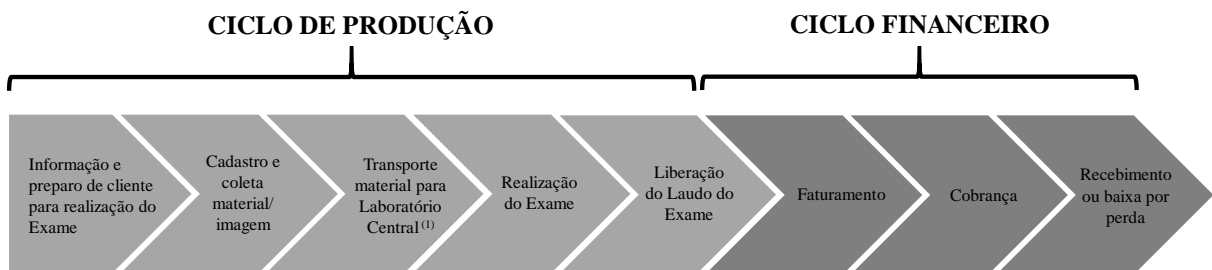 CICLO DE PRODUÇÃO
CICLO FINANCEIRO
Informação e
preparo de cliente
para realização do
Exame
Cadastro e
coleta
material/
imagem
Transporte
material para
Laboratório
Central (1)
Realização
do Exame
Liberação
do Laudo do
Exame
Faturamento
Cobrança
Recebimento
ou baixa por
perda